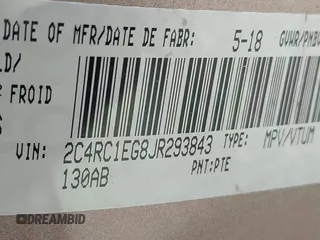 DATE OF MFR/DATE DE FABR: 5-18 GVWR/PNBV
LD/
FROID
VIN: 2C4RC1EG8JR293843 TYPE: MPV/VTUM
130AB PNT:PTE
DREAMBID